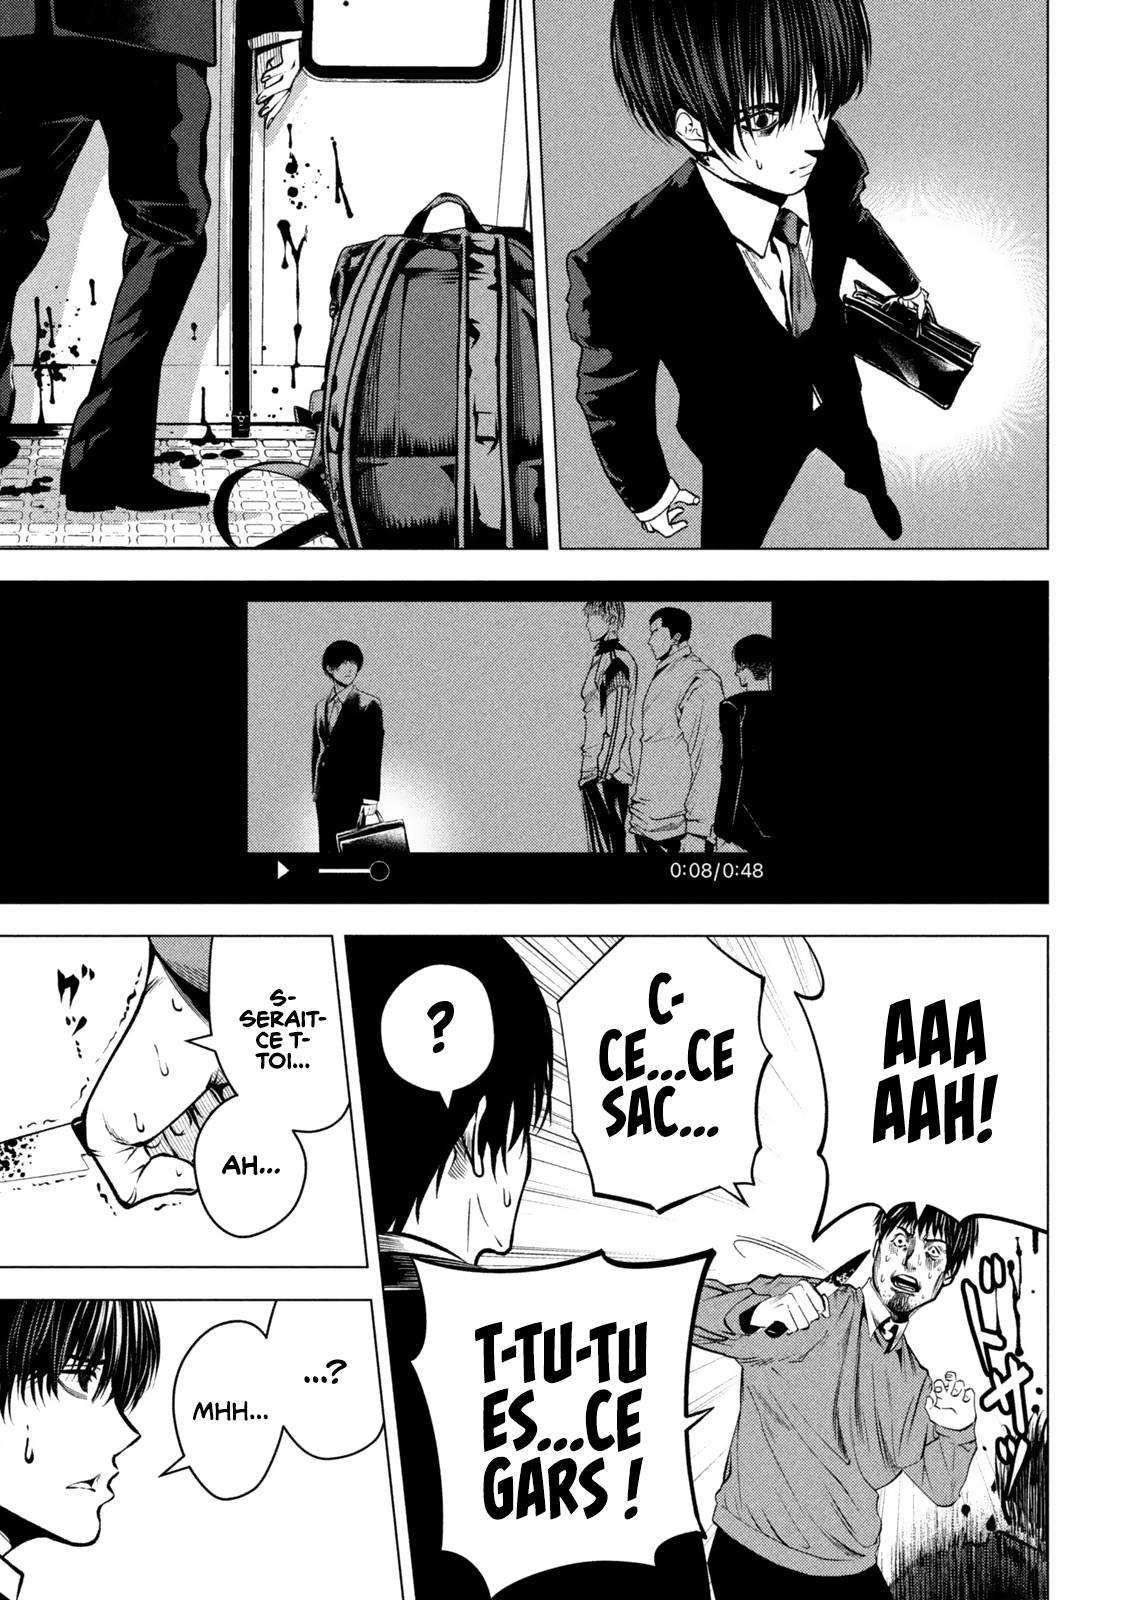 0:08/0:48
AAA
AAH!
C-
CE...CE
SAC...
?
T-TU-TU
ES...CE
GARS !
S-
SERAIT-
CE T-
TOI...
AH...
...?
MHH...